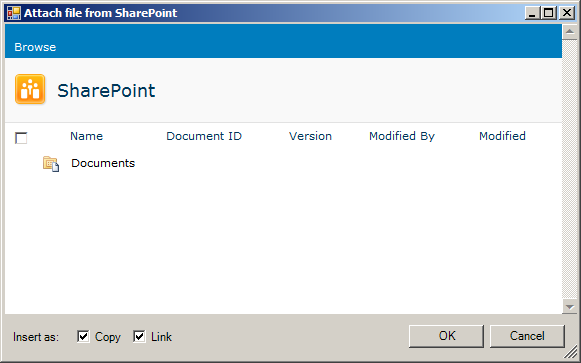 Attach file from SharePoint
Browse
SharePoint
Name Document ID Version Modified By Modified
Documents
Insert as: Copy Link OK Cancel